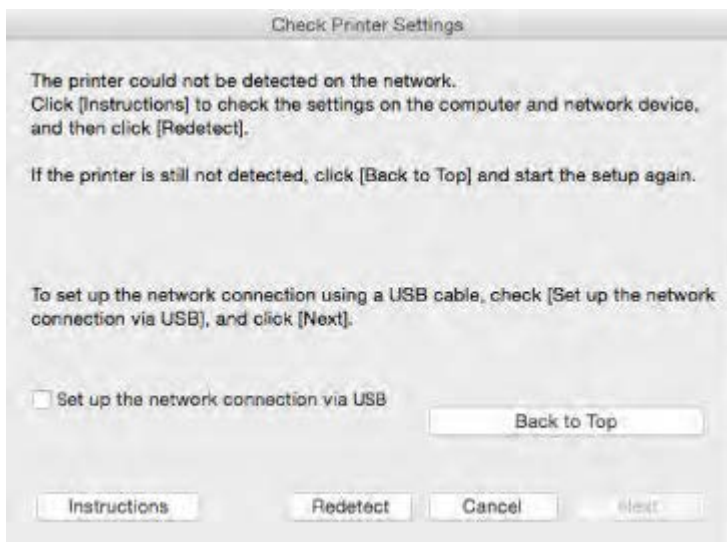 Check Printer Settings
The printer could not be detected on the network.
Click [Instructions] to check the settings on the computer and network device,
and then click [Redetect].
If the printer is still not detected, click [Back to Top] and start the setup again.
To set up the network connection using a USB cable, check [Set up the network
connection via USB], and click [Next].
Set up the network connection via USB
Back to Top
Instructions Redetect Cancel Next